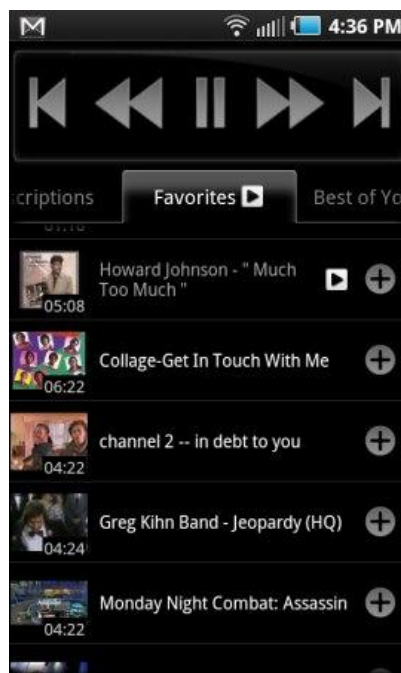 4:36 PM
criptions
Favorites
Best of Yo
Howard Johnson - " Much
Too Much "
05:08
Collage-Get In Touch With Me
06:22
channel 2 -- in debt to you
04:22
Greg Kihn Band - Jeopardy (HQ)
04:24
Monday Night Combat: Assassin
04:22